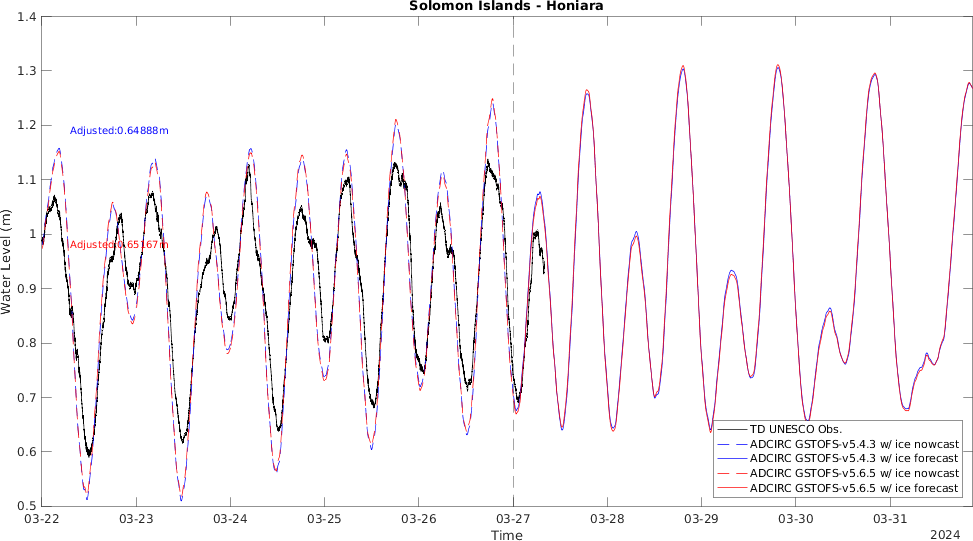 Solomon Islands - Honiara
1.4
1.3
1.2
1.1
1
0.9
0.8
0.7
0.6
0.5
Water Level (m)
Adjusted:0.64888m
Adjusted:0.65167m
03-22
03-23
03-24
03-25
03-26
03-27
03-28
03-29
03-30
03-31
Time
2024
TD UNESCO Obs.
ADCIRC GSTOFS-v5.4.3 w/ ice nowcast
ADCIRC GSTOFS-v5.4.3 w/ ice forecast
ADCIRC GSTOFS-v5.6.5 w/ ice nowcast
ADCIRC GSTOFS-v5.6.5 w/ ice forecast